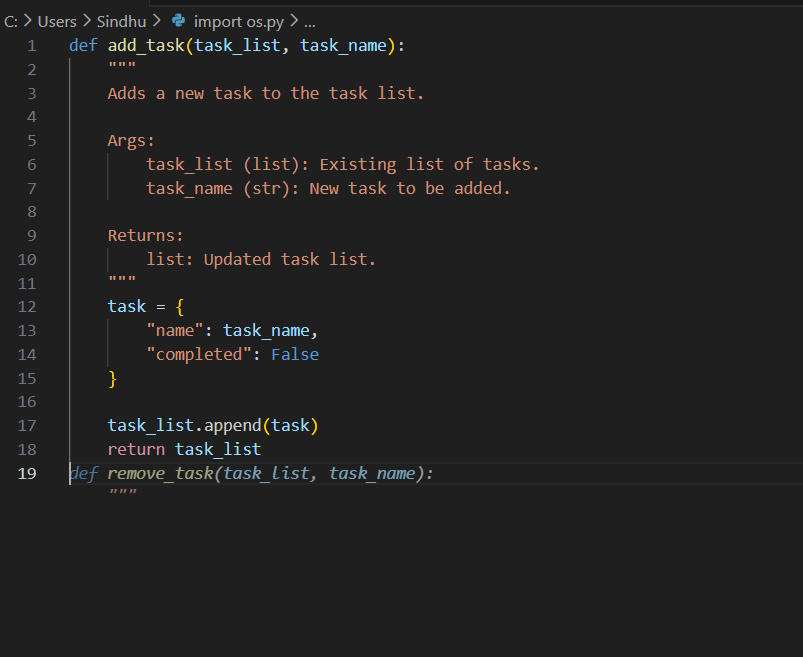 C: > Users > Sindhu > import os.py > ...
1 def add_task(task_list, task_name):
2     """
3     Adds a new task to the task list.
4
5     Args:
6         task_list (list): Existing list of tasks.
7         task_name (str): New task to be added.
8
9     Returns:
10         list: Updated task list.
11     """
12     task = {
13         "name": task_name,
14         "completed": False
15     }
16
17     task_list.append(task)
18     return task_list
19 def remove_task(task_list, task_name):
    """